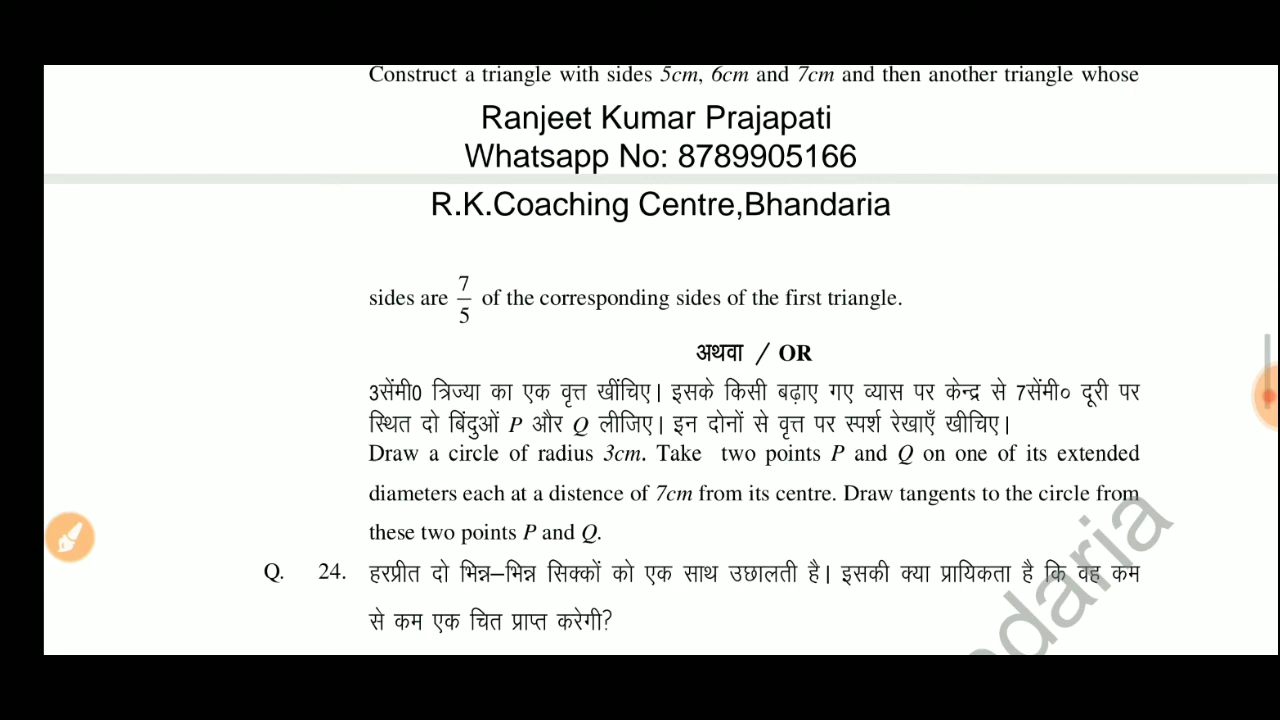 Construct a triangle with sides 5cm, 6cm and 7cm and then another triangle whose
Ranjeet Kumar Prajapati
Whatsapp No: 8789905166
R.K.Coaching Centre,Bhandaria
sides are 7/5 of the corresponding sides of the first triangle.
अथवा / OR
3सेंमी0 त्रिज्या का एक वृत्त खींचिए। इसके किसी बढ़ाए गए व्यास पर केन्द्र से 7सेंमी० दूरी पर
स्थित दो बिंदुओं P और Q लीजिए। इन दोनों से वृत्त पर स्पर्श रेखाएँ खीचिए।
Draw a circle of radius 3cm. Take two points P and Q on one of its extended
diameters each at a distence of 7cm from its centre. Draw tangents to the circle from
these two points P and Q.
Q. 24. हरप्रीत दो भिन्न–भिन्न सिक्कों को एक साथ उछालती है। इसकी क्या प्रायिकता है कि वह कम
से कम एक चित प्राप्त करेगी?
ndaria